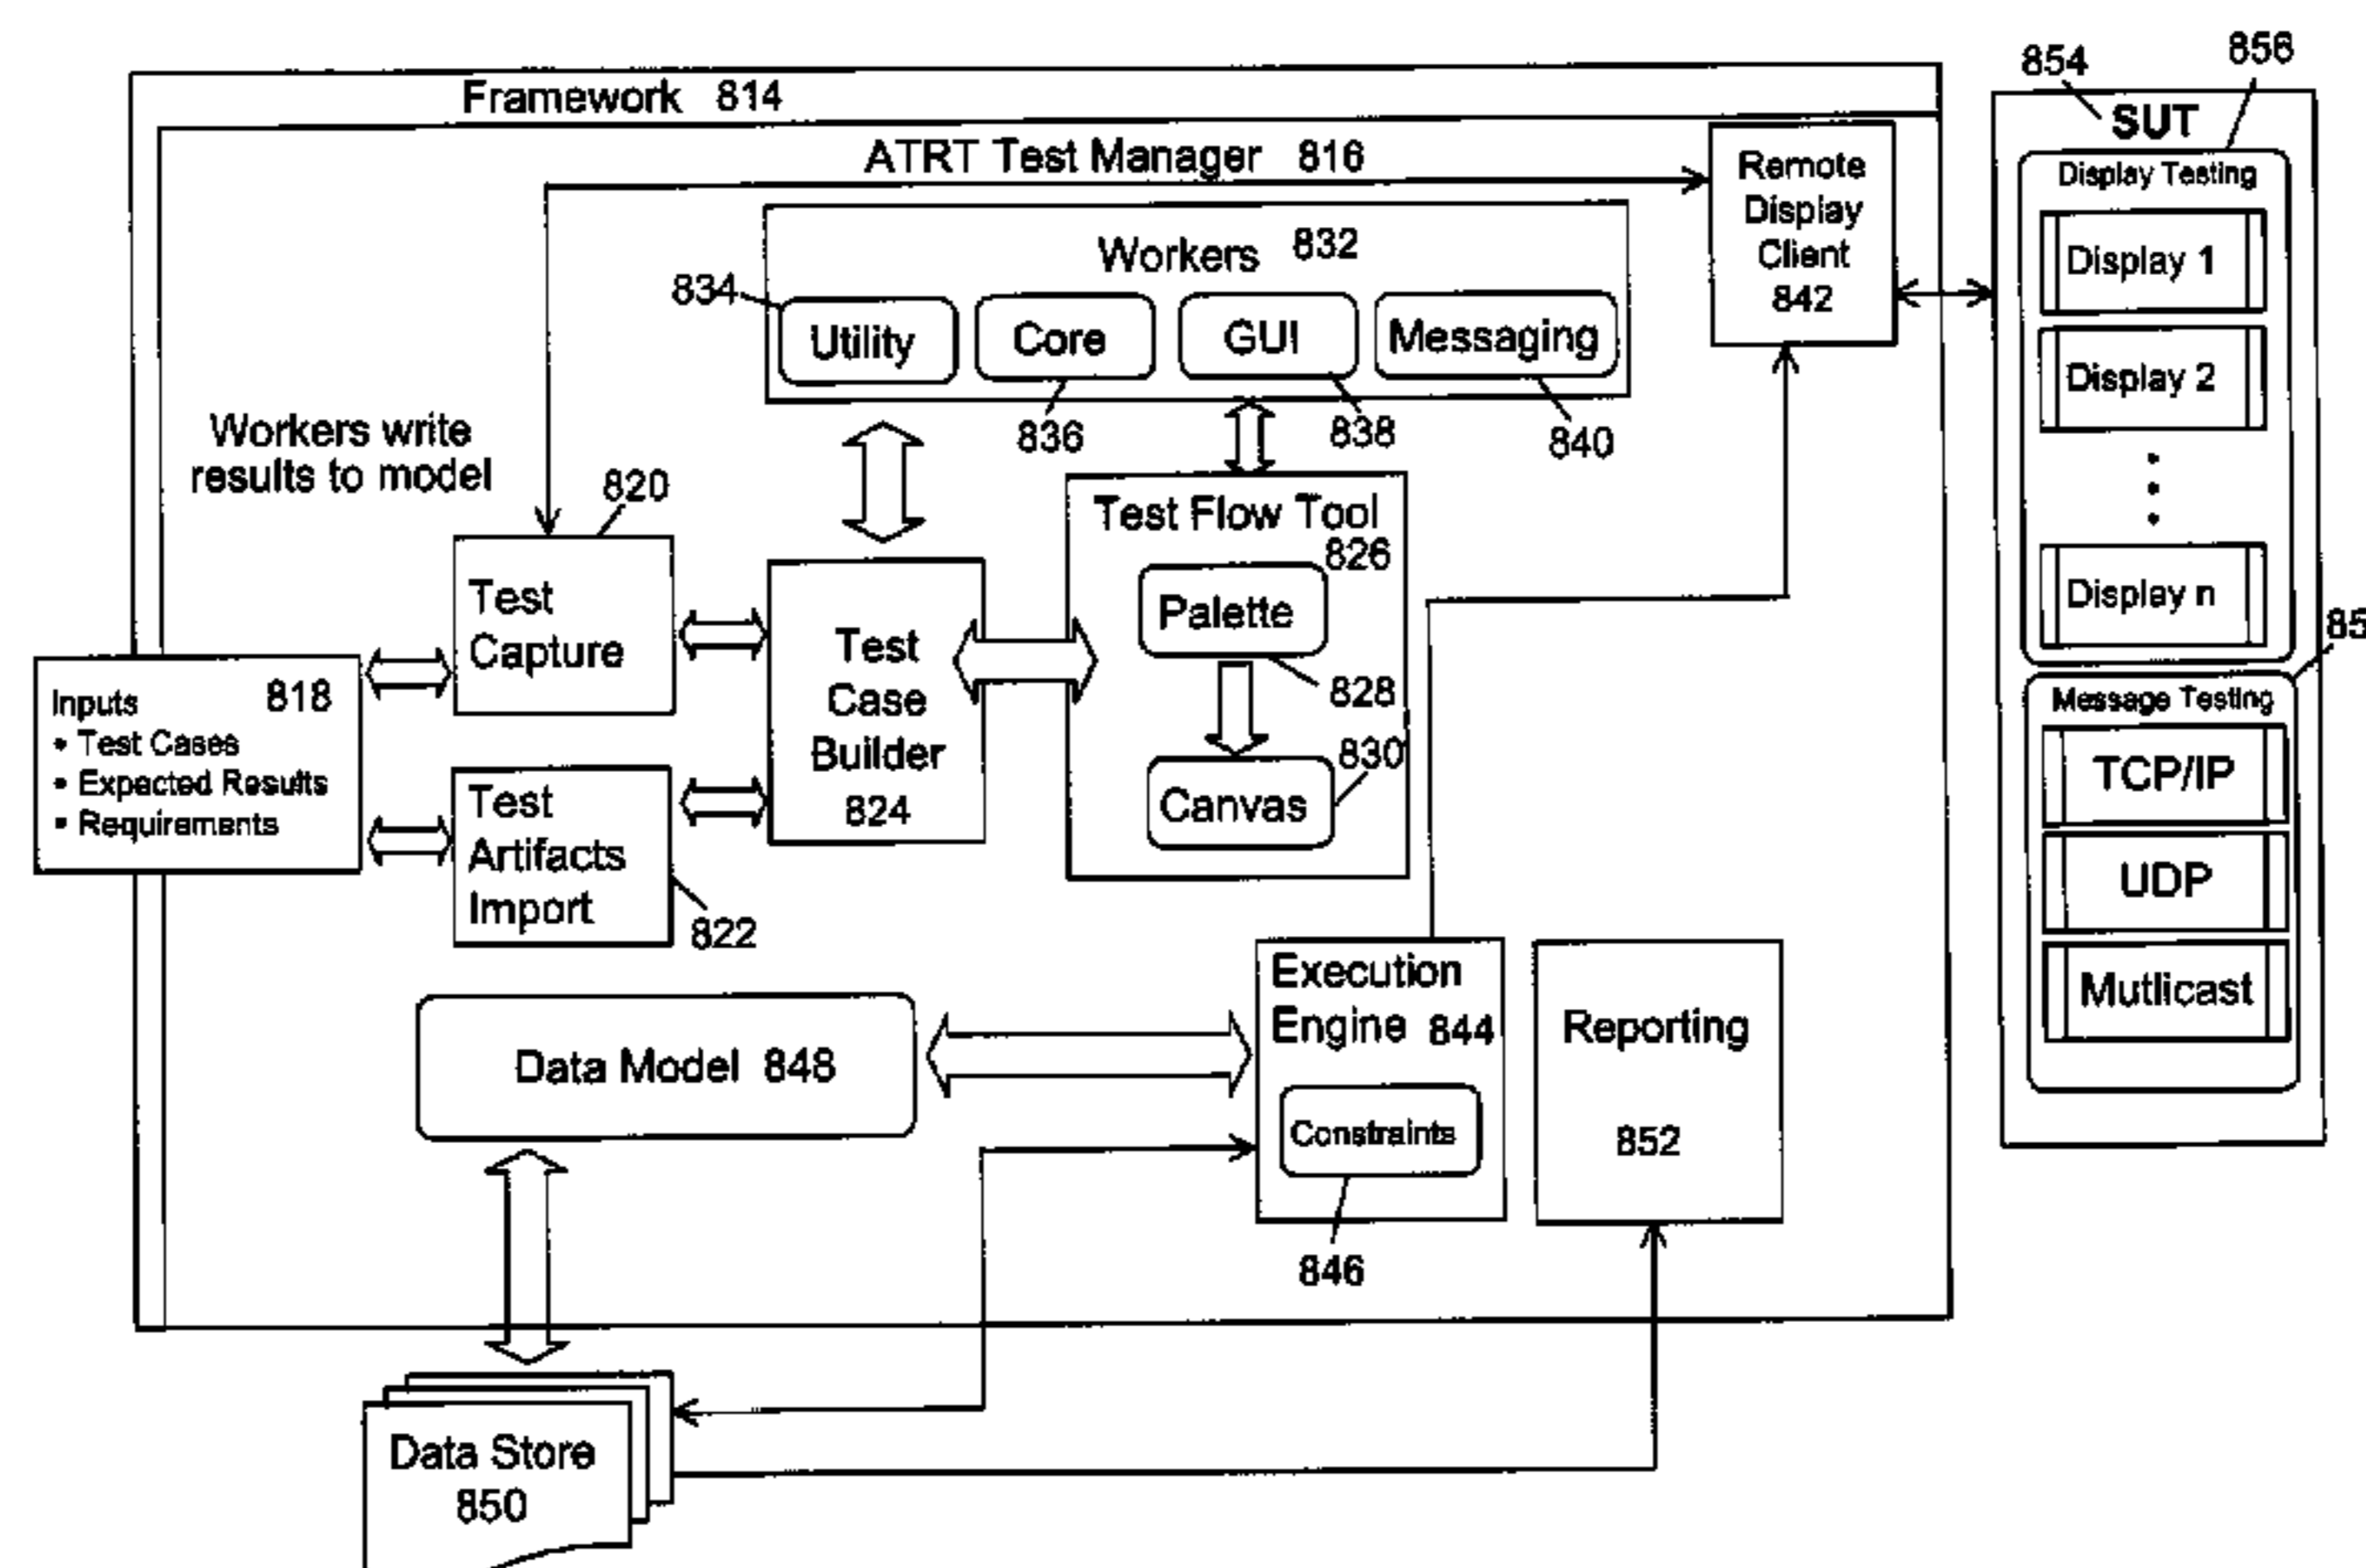 Framework 814
ATRT Test Manager 816
Workers 832
834
Utility
Core
GUI
Messaging
836
838
840
Remote
Display
Client
842
854
856
SUT
Display Testing
Display 1
Display 2
Display n
85
Message Testing
TCP/IP
UDP
Mutlicast
Workers write
results to model
820
Test
Capture
Inputs 818
• Test Cases
• Expected Results
• Requirements
Test
Artifacts
Import
822
Test
Case
Builder
824
Test Flow Tool
826
Palette
828
830
Canvas
Execution
Engine 844
Constraints
846
Reporting
852
Data Model 848
Data Store
850